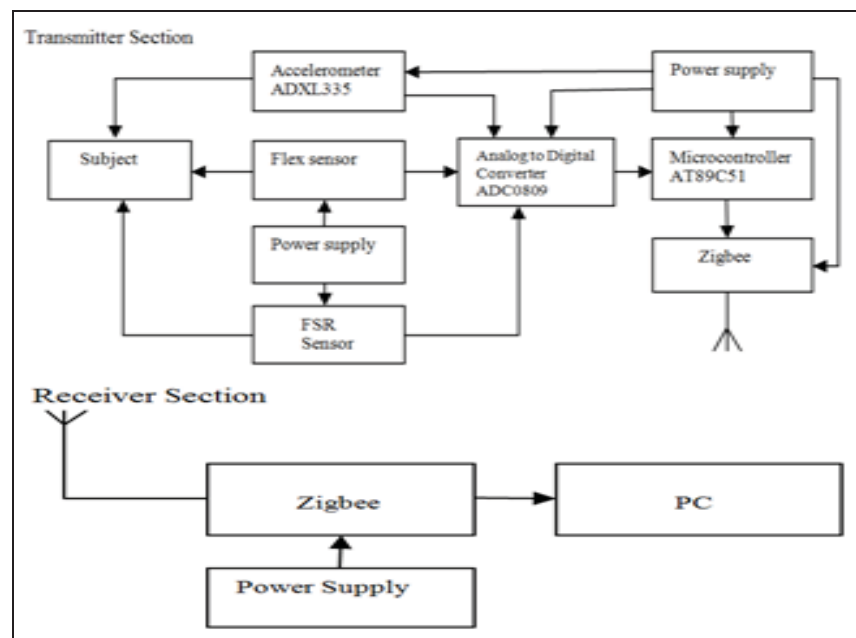 Transmitter Section
Accelerometer
ADXL335
Power supply
Subject
Flex sensor
Analog to Digital
Converter
ADC0809
Microcontroller
AT89C51
Power supply
Zigbee
FSR
Sensor
Receiver Section
Zigbee
PC
Power Supply